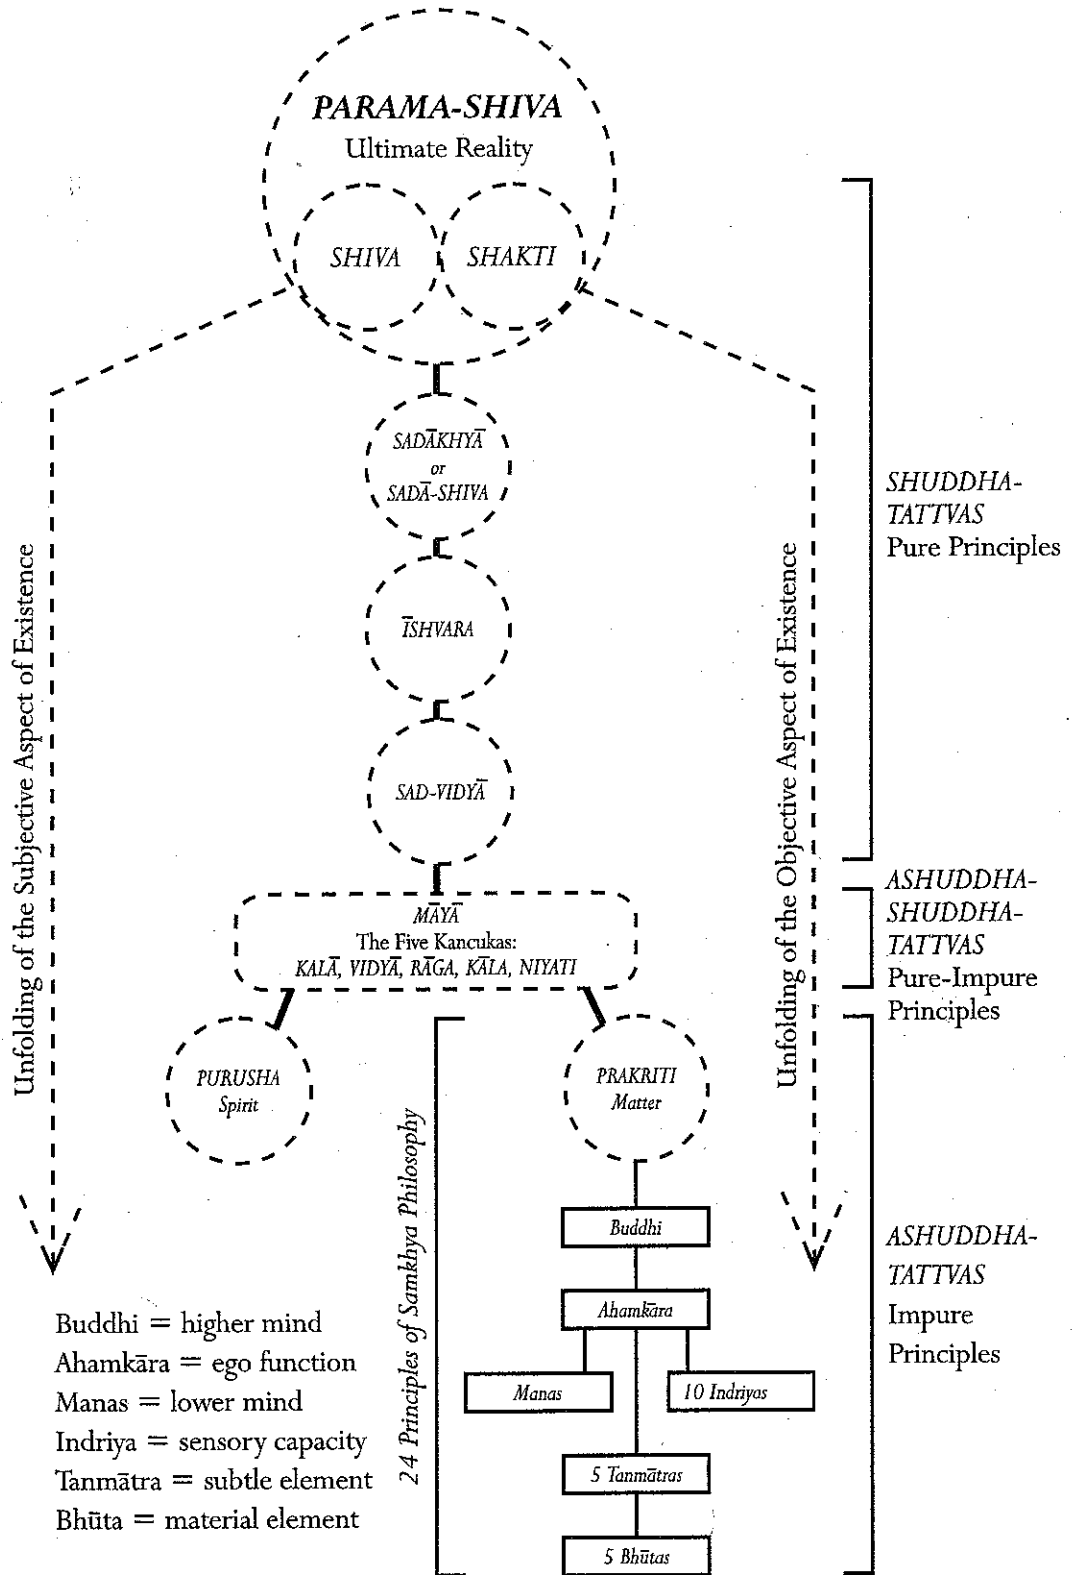 PARAMA-SHIVA
Ultimate Reality
SHIVA
SHAKTI
SADĀKHYĀ
or
SADĀ-SHIVA
ĪSHVARA
SAD-VIDYĀ
MĀYĀ
The Five Kancukas:
KALĀ, VIDYĀ, RĀGA, KĀLA, NIYATI
PURUSHA
Spirit
PRAKRITI
Matter
Buddhi
Ahamkāra
Manas
10 Indriyas
5 Tanmātras
5 Bhūtas
Unfolding of the Subjective Aspect of Existence
Unfolding of the Objective Aspect of Existence
24 Principles of Samkhya Philosophy
SHUDDHA-
TATTVAS
Pure Principles
ASHUDDHA-
SHUDDHA-
TATTVAS
Pure-Impure
Principles
ASHUDDHA-
TATTVAS
Impure
Principles
Buddhi = higher mind
Ahamkāra = ego function
Manas = lower mind
Indriya = sensory capacity
Tanmātra = subtle element
Bhūta = material element